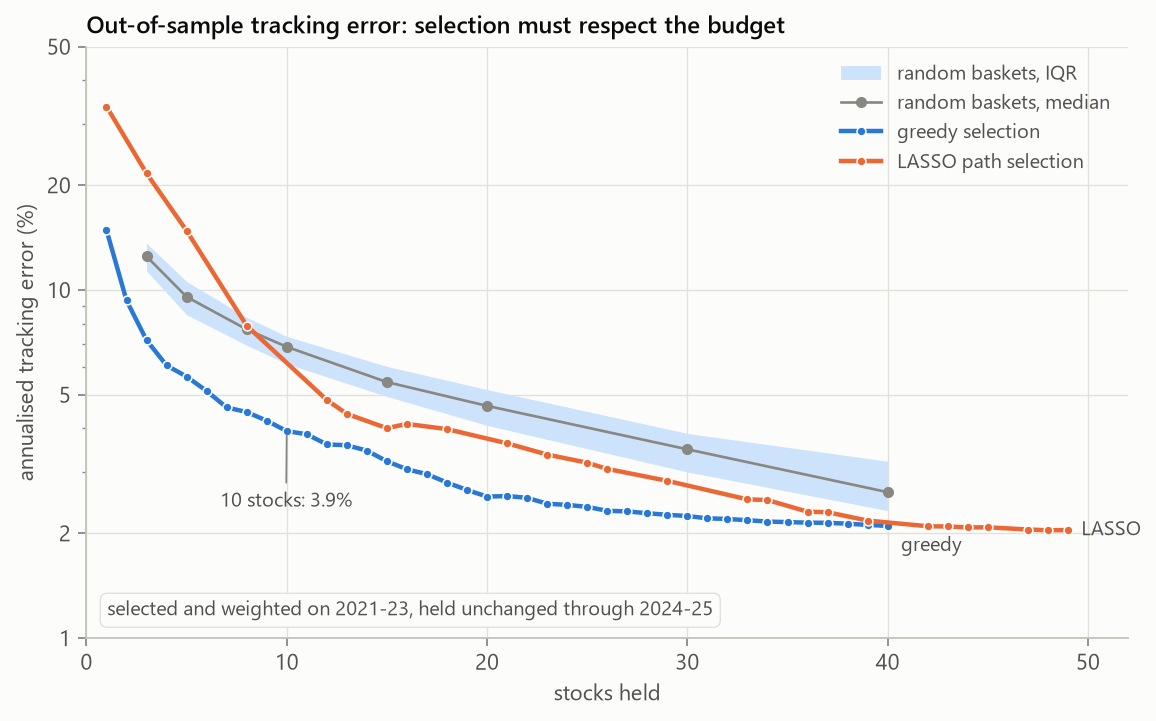 Out-of-sample tracking error: selection must respect the budget
random baskets, IQR
random baskets, median
greedy selection
LASSO path selection
annualised tracking error (%)
50
20
10
5
2
1
10 stocks: 3.9%
LASSO
greedy
selected and weighted on 2021-23, held unchanged through 2024-25
0
10
20
30
40
50
stocks held